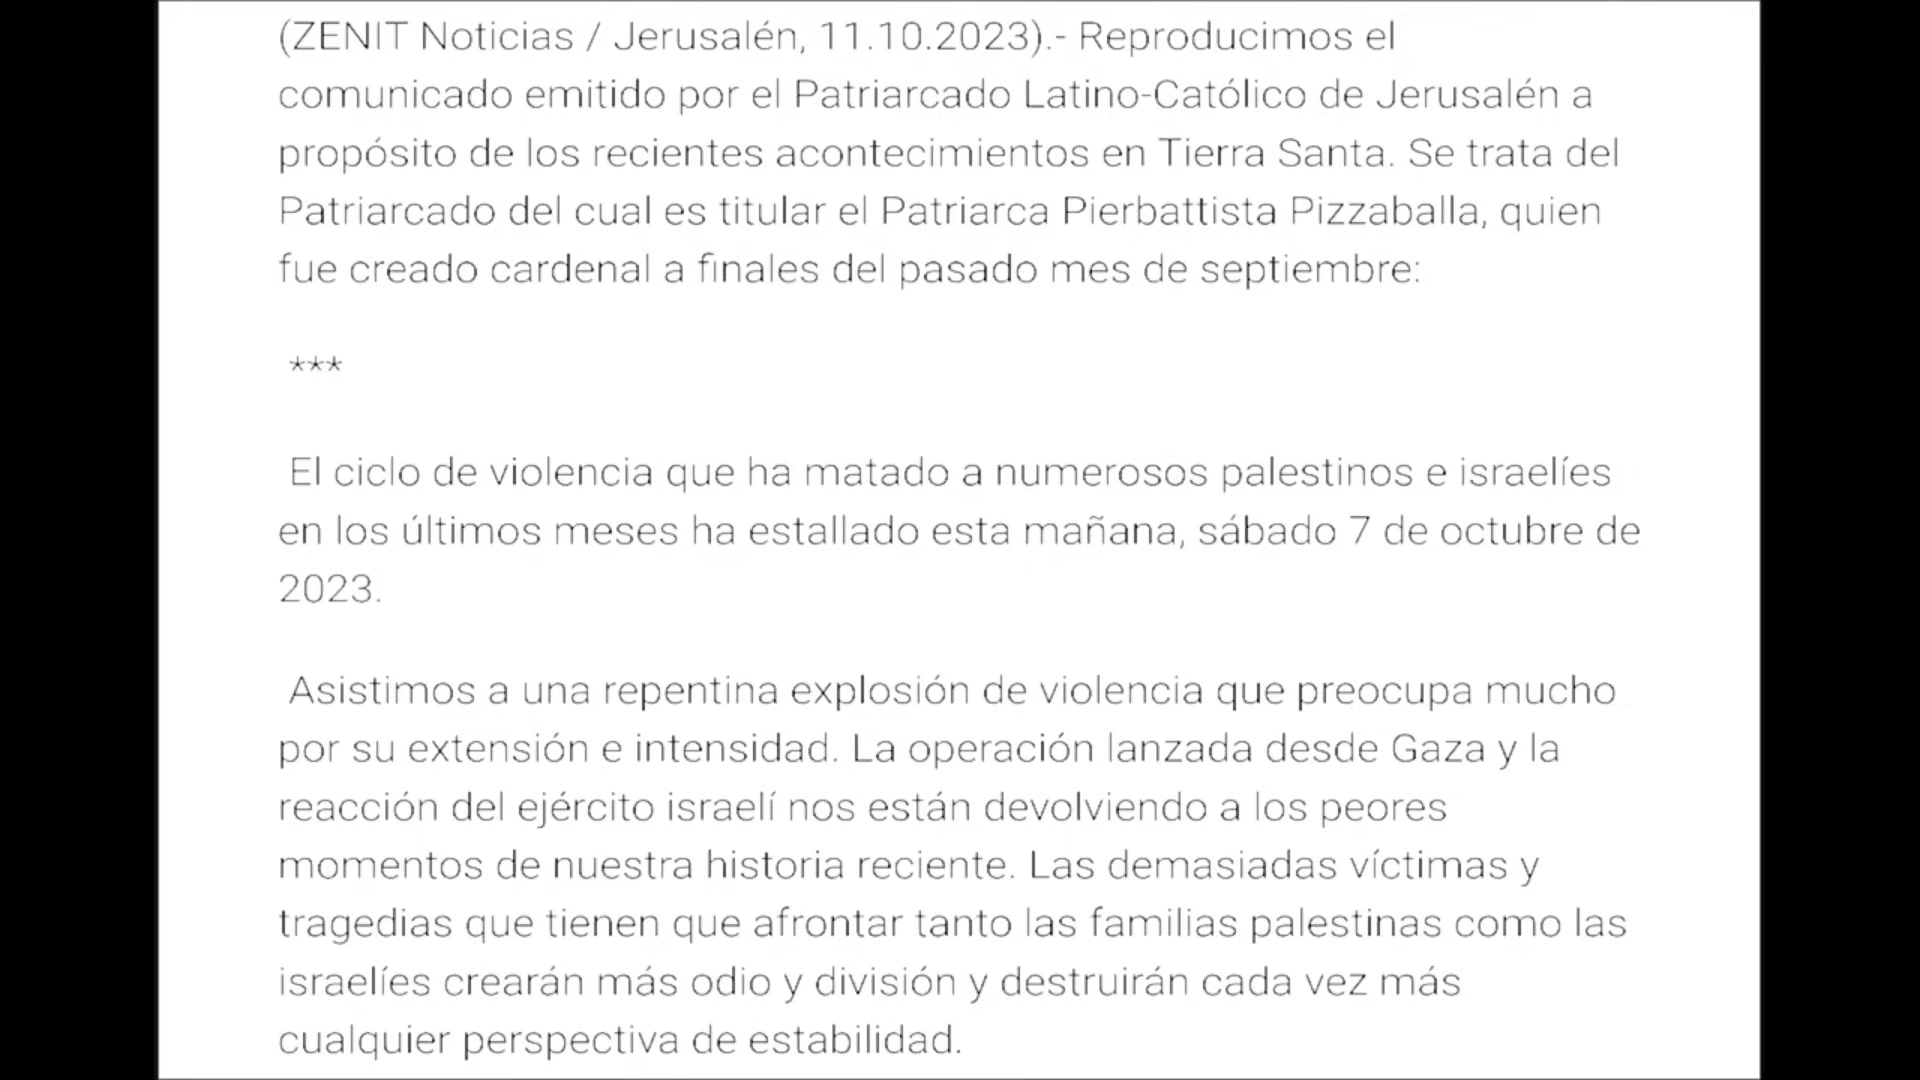 (ZENIT Noticias / Jerusalén, 11.10.2023).- Reproducimos el
comunicado emitido por el Patriarcado Latino-Católico de Jerusalén a
propósito de los recientes acontecimientos en Tierra Santa. Se trata del
Patriarcado del cual es titular el Patriarca Pierbattista Pizzaballa, quien
fue creado cardenal a finales del pasado mes de septiembre:
***
El ciclo de violencia que ha matado a numerosos palestinos e israelíes
en los últimos meses ha estallado esta mañana, sábado 7 de octubre de
2023.
Asistimos a una repentina explosión de violencia que preocupa mucho
por su extensión e intensidad. La operación lanzada desde Gaza y la
reacción del ejército israelí nos están devolviendo a los peores
momentos de nuestra historia reciente. Las demasiadas víctimas y
tragedias que tienen que afrontar tanto las familias palestinas como las
israelíes crearán más odio y división y destruirán cada vez más
cualquier perspectiva de estabilidad.